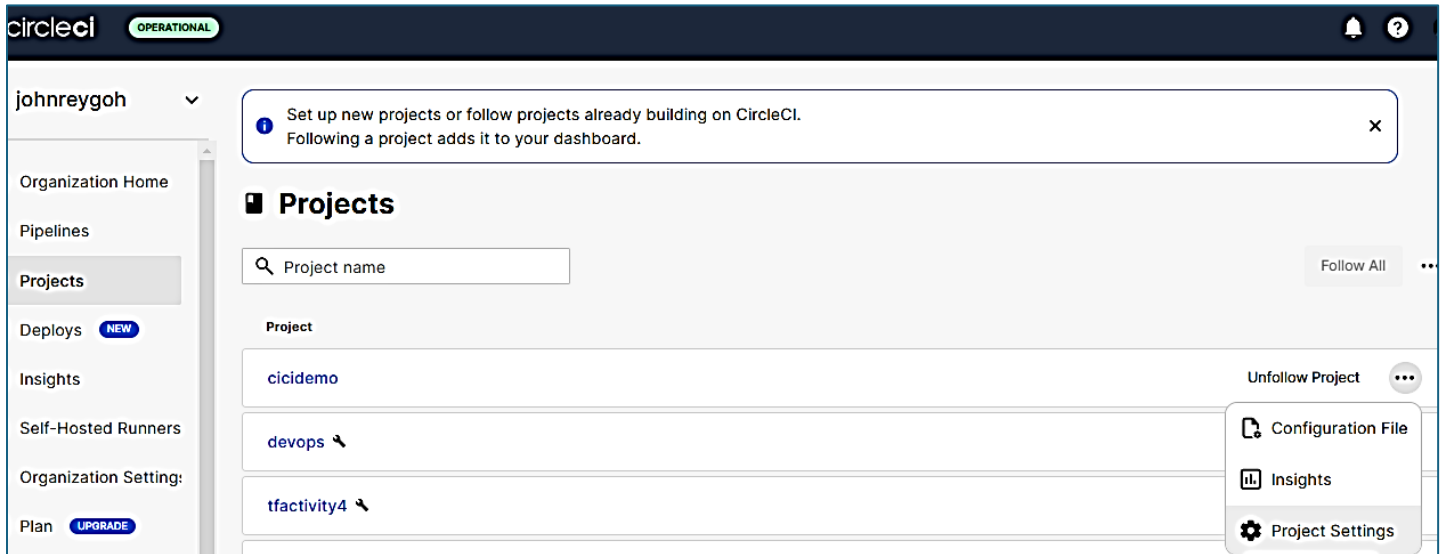 circleci OPERATIONAL
johnreygoh
Set up new projects or follow projects already building on CircleCI.
Following a project adds it to your dashboard.
Organization Home
Pipelines
Projects
Deploys NEW
Insights
Self-Hosted Runners
Organization Settings
Plan UPGRADE
Projects
Project name
Follow All
Project
cicidemo
Unfollow Project
Configuration File
Insights
Project Settings
devops
tfactivity4